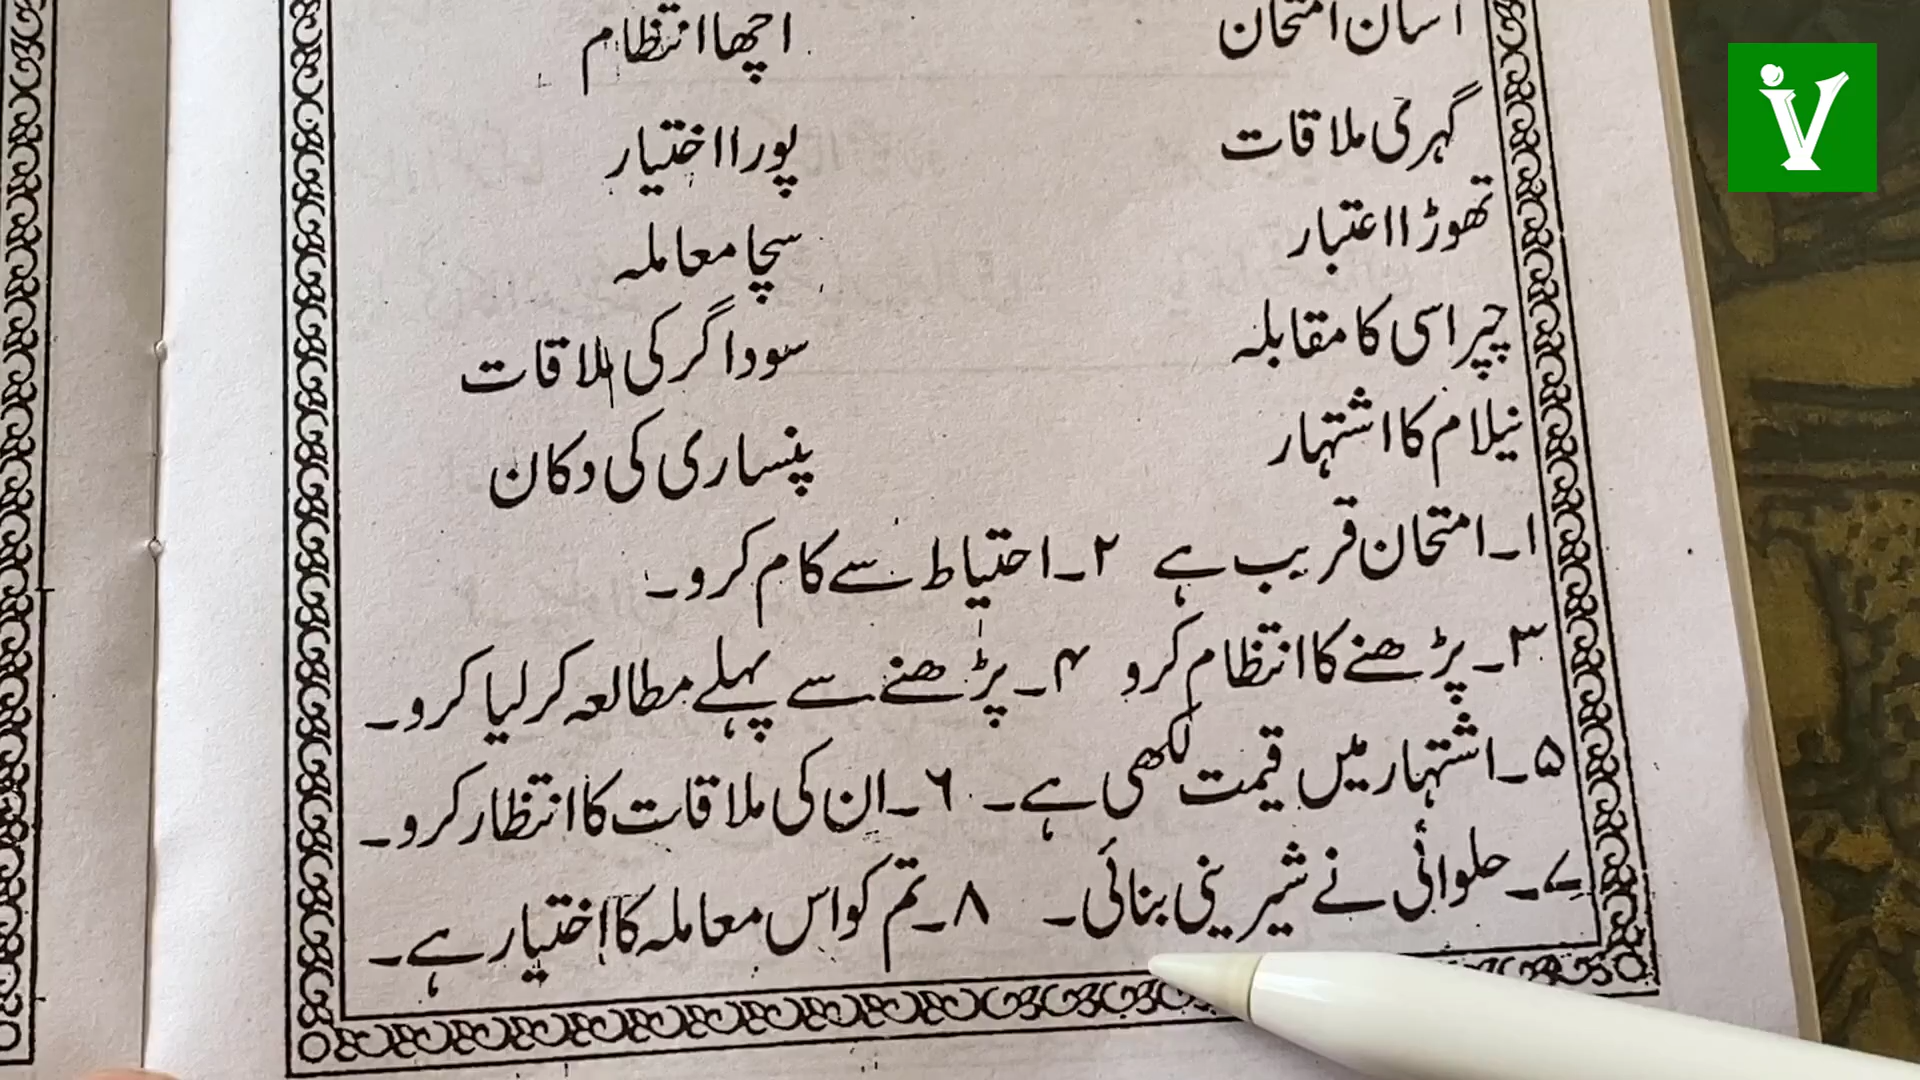 آسان امتحان اچھا انتظام
گہری ملاقات پورا اختیار
تھوڑا اعتبار سچا معاملہ
چپراسی کا مقابلہ سوداگر کی ملاقات
نیلام کا اشتہار پنساری کی دکان
۱۔ امتحان قریب ہے ۲۔ احتیاط سے کام کرو۔
۳۔ پڑھنے کا انتظام کرو ۴۔ پڑھنے سے پہلے مطالعہ کر لیا کرو۔
۵۔ اشتہار میں قیمت لکھی ہے۔ ۶۔ ان کی ملاقات کا انتظار کرو۔
۷۔ حلوائی نے شیرینی بنائی۔ ۸۔ تم کو اس معاملہ کا اختیار ہے۔